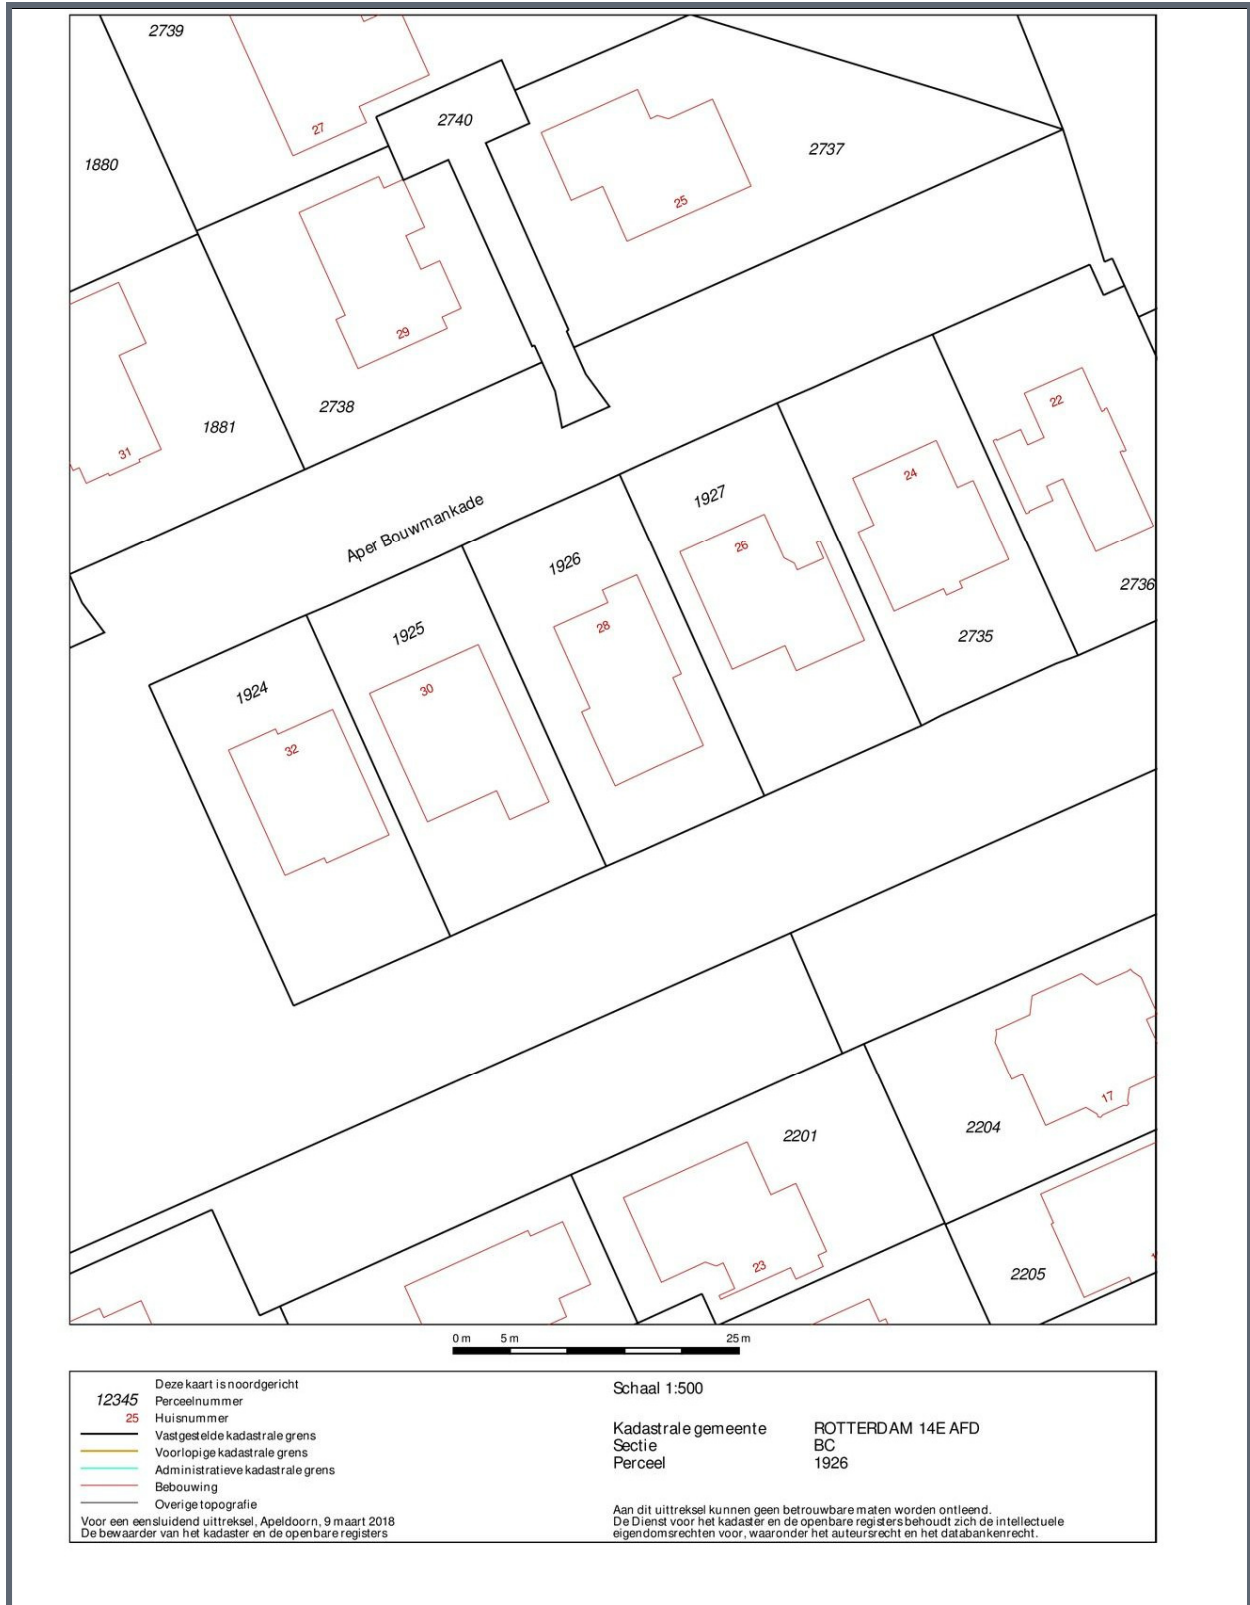 2739
27
2740
2737
1880
25
29
2738
1881
31
22
24
1927
Aper Bouwmankade
26
1926
2736
28
1925
2735
30
1924
32
17
2204
2201
23
2205
0 m 5 m 25 m
Deze kaart is noordgericht
12345 Perceelnummer
25 Huisnummer
Vastgestelde kadastrale grens
Voorlopige kadastrale grens
Administratieve kadastrale grens
Bebouwing
Overige topografie
Voor een eensluidend uittreksel, Apeldoorn, 9 maart 2018
De bewaarder van het kadaster en de openbare registers
Schaal 1:500
Kadastrale gemeente ROTTERDAM 14E AFD
Sectie BC
Perceel 1926
Aan dit uittreksel kunnen geen betrouwbare maten worden ontleend.
De Dienst voor het kadaster en de openbare registers behoudt zich de intellectuele
eigendomsrechten voor, waaronder het auteursrecht en het databankenrecht.